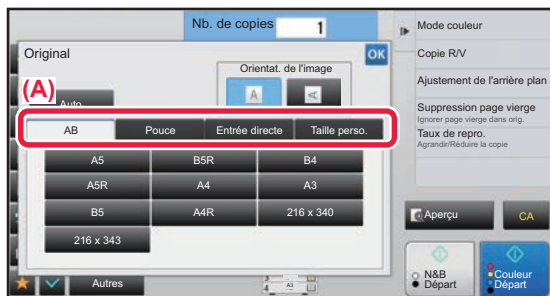 Nb. de copies 1
Original
OK
Orientat. de l'image
A
A
(A)
Auto
AB Pouce Entrée directe Taille perso.
A5 B5R B4
A5R A4 A3
B5 A4R 216 x 340
216 x 343
Autres
A3
4
Mode couleur
Copie R/V
Ajustement de l'arrière plan
Suppression page vierge
Ignorer page vierge dans orig.
Taux de repro.
Agrandir/Réduire la copie
Aperçu
CA
N&B
Départ
Couleur
Départ